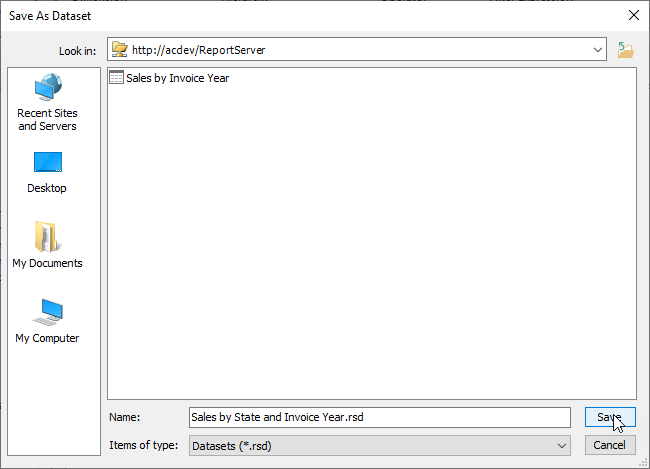 Save As Dataset
Look in:
http://acdev/ReportServer
Sales by Invoice Year
Recent Sites
and Servers
Desktop
My Documents
My Computer
Name:
Sales by State and Invoice Year.rsd
Save
Items of type:
Datasets (*.rsd)
Cancel